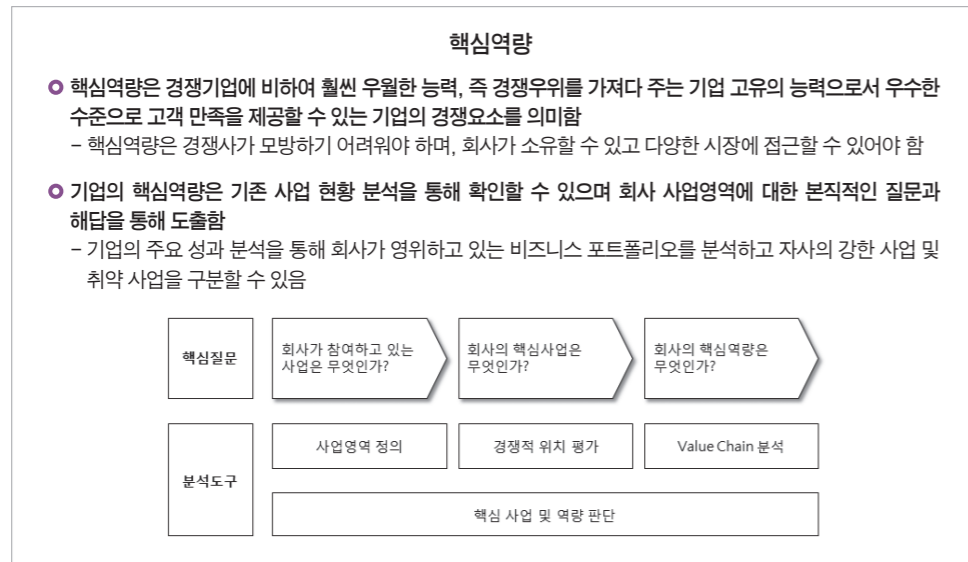 핵심역량
핵심역량은 경쟁기업에 비하여 훨씬 우월한 능력, 즉 경쟁우위를 가져다 주는 기업 고유의 능력으로서 우수한
수준으로 고객 만족을 제공할 수 있는 기업의 경쟁요소를 의미함
– 핵심역량은 경쟁사가 모방하기 어려워야 하며, 회사가 소유할 수 있고 다양한 시장에 접근할 수 있어야 함
기업의 핵심역량은 기존 사업 현황 분석을 통해 확인할 수 있으며 회사 사업영역에 대한 본직적인 질문과
해답을 통해 도출함
– 기업의 주요 성과 분석을 통해 회사가 영위하고 있는 비즈니스 포트폴리오를 분석하고 자사의 강한 사업 및
취약 사업을 구분할 수 있음
핵심질문
회사가 참여하고 있는
사업은 무엇인가?
회사의 핵심사업은
무엇인가?
회사의 핵심역량은
무엇인가?
분석도구
사업영역 정의
경쟁적 위치 평가
Value Chain 분석
핵심 사업 및 역량 판단